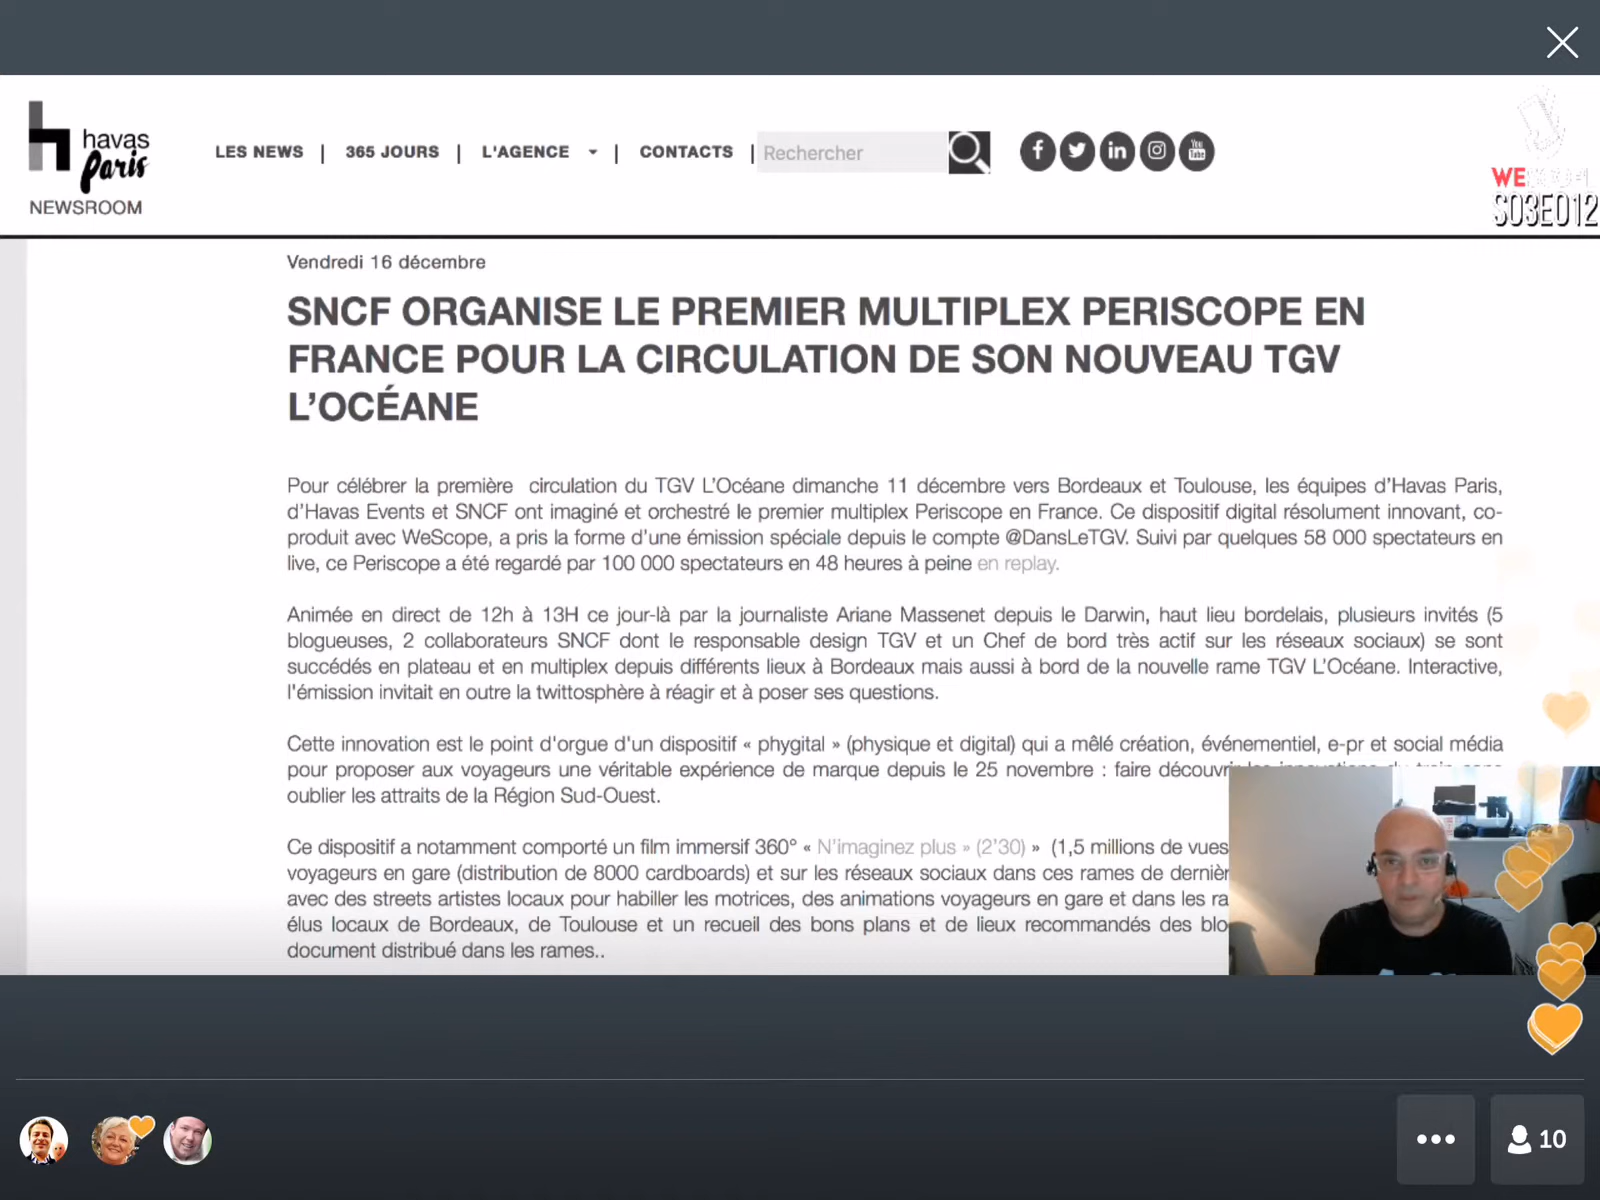 havas
paris
NEWSROOM
LES NEWS | 365 JOURS | L'AGENCE | CONTACTS | Rechercher
You
Tube
WE
S03E012
Vendredi 16 décembre
SNCF ORGANISE LE PREMIER MULTIPLEX PERISCOPE EN
FRANCE POUR LA CIRCULATION DE SON NOUVEAU TGV
L'OCÉANE
Pour célébrer la première circulation du TGV L'Océane dimanche 11 décembre vers Bordeaux et Toulouse, les équipes d'Havas Paris,
d'Havas Events et SNCF ont imaginé et orchestré le premier multiplex Periscope en France. Ce dispositif digital résolument innovant, co-
produit avec WeScope, a pris la forme d'une émission spéciale depuis le compte @DansLeTGV. Suivi par quelques 58 000 spectateurs en
live, ce Periscope a été regardé par 100 000 spectateurs en 48 heures à peine en replay.
Animée en direct de 12h à 13H ce jour-là par la journaliste Ariane Massenet depuis le Darwin, haut lieu bordelais, plusieurs invités (5
blogueuses, 2 collaborateurs SNCF dont le responsable design TGV et un Chef de bord très actif sur les réseaux sociaux) se sont
succédés en plateau et en multiplex depuis différents lieux à Bordeaux mais aussi à bord de la nouvelle rame TGV L'Océane. Interactive,
l'émission invitait en outre la twittosphère à réagir et à poser ses questions.
Cette innovation est le point d'orgue d'un dispositif « phygital » (physique et digital) qui a mêlé création, événementiel, e-pr et social média
pour proposer aux voyageurs une véritable expérience de marque depuis le 25 novembre : faire découvrir les innovations du train sans
oublier les attraits de la Région Sud-Ouest.
Ce dispositif a notamment comporté un film immersif 360° « N'imaginez plus » (2'30) » (1,5 millions de vues
voyageurs en gare (distribution de 8000 cardboards) et sur les réseaux sociaux dans ces rames de dernièr
avec des streets artistes locaux pour habiller les motrices, des animations voyageurs en gare et dans les ra
élus locaux de Bordeaux, de Toulouse et un recueil des bons plans et de lieux recommandés des blo
document distribué dans les rames..
10